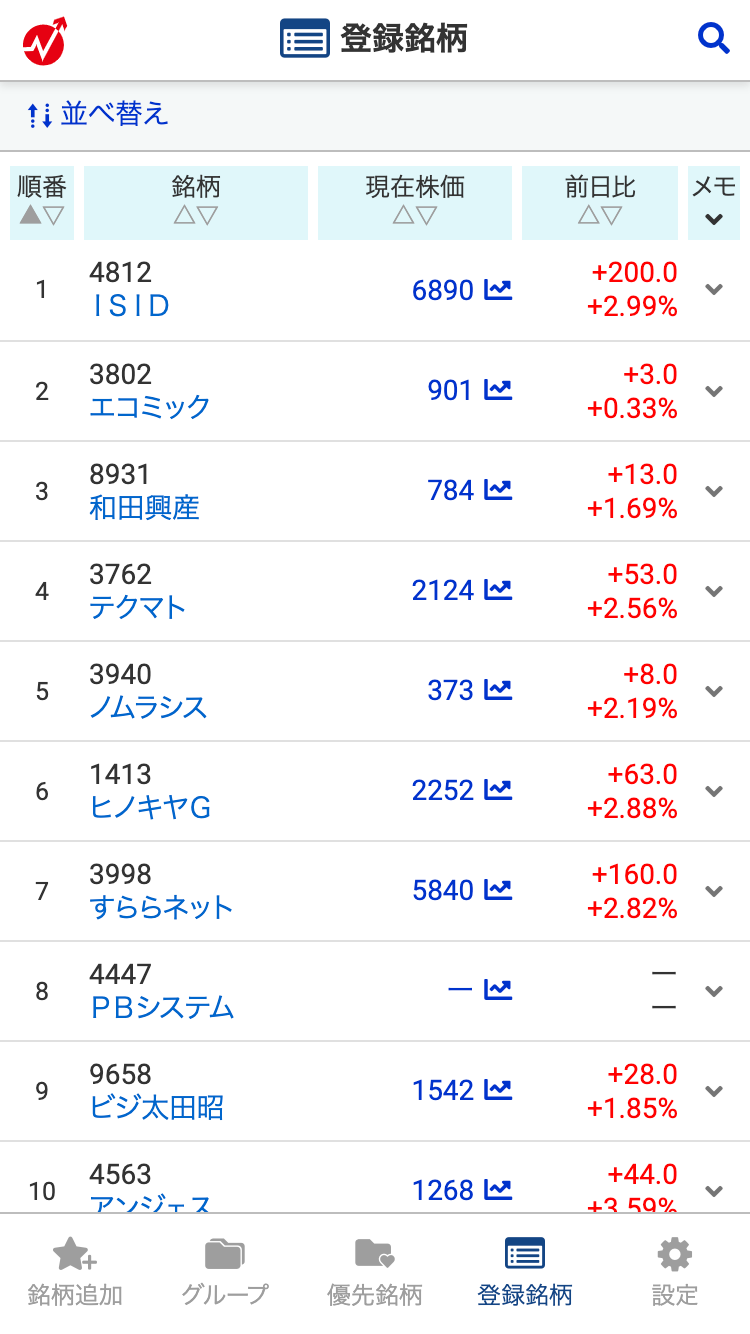 登録銘柄
並べ替え
順番 銘柄 現在株価 前日比 メモ
▲▽ △▽ △▽ △▽
1 4812 6890 +200.0
ＩＳＩＤ +2.99%
2 3802 901 +3.0
エコミック +0.33%
3 8931 784 +13.0
和田興産 +1.69%
4 3762 2124 +53.0
テクマト +2.56%
5 3940 373 +8.0
ノムラシス +2.19%
6 1413 2252 +63.0
ヒノキヤＧ +2.88%
7 3998 5840 +160.0
すららネット +2.82%
8 4447 — —
ＰＢシステム —
9 9658 1542 +28.0
ビジ太田昭 +1.85%
10 4563 1268 +44.0
アンジェス +3.59%
銘柄追加 グループ 優先銘柄 登録銘柄 設定